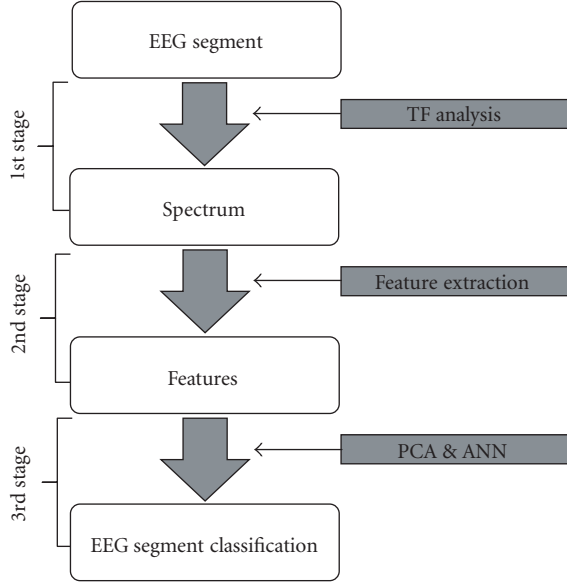 EEG segment
TF analysis
1st stage
Spectrum
Feature extraction
2nd stage
Features
PCA & ANN
3rd stage
EEG segment classification